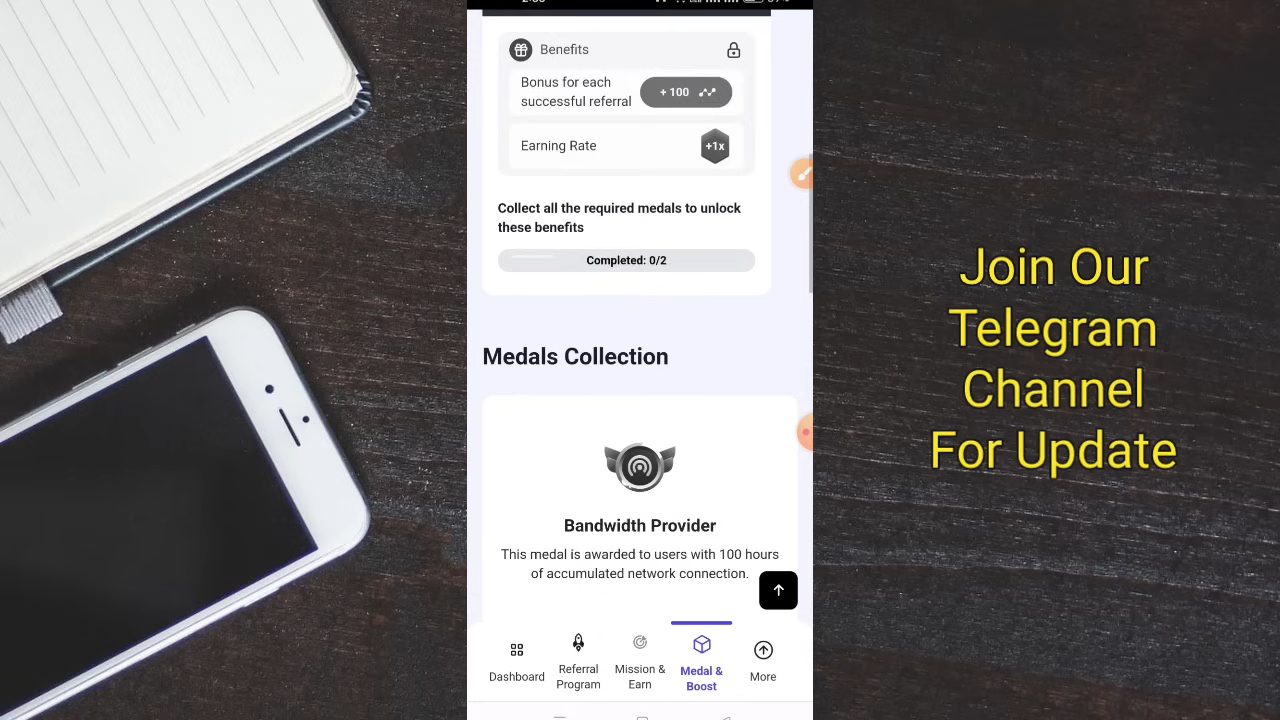 Benefits
Bonus for each
successful referral
+ 100
Earning Rate
+1x
Collect all the required medals to unlock
these benefits
Completed: 0/2
Medals Collection
Bandwidth Provider
This medal is awarded to users with 100 hours
of accumulated network connection.
Dashboard
Referral
Program
Mission &
Earn
Medal &
Boost
More
Join Our
Telegram
Channel
For Update